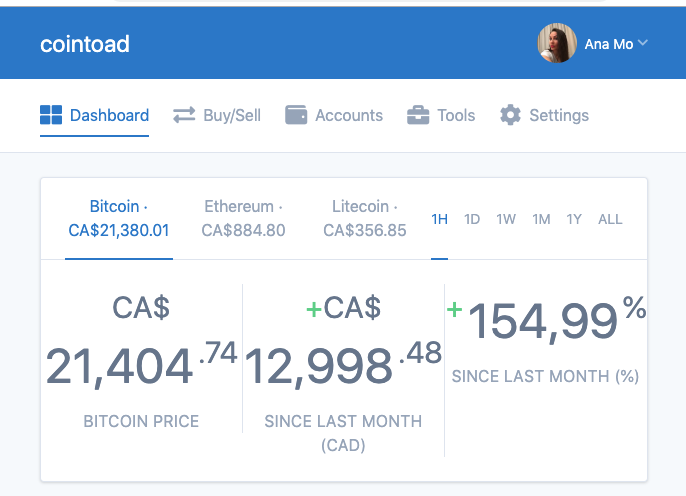 cointoad
Ana Mo
Dashboard Buy/Sell Accounts Tools Settings
Bitcoin ·
CA$21,380.01
Ethereum ·
CA$884.80
Litecoin ·
CA$356.85
1H 1D 1W 1M 1Y ALL
CA$
21,404.74
BITCOIN PRICE
+CA$
12,998.48
SINCE LAST MONTH
(CAD)
+154,99%
SINCE LAST MONTH (%)